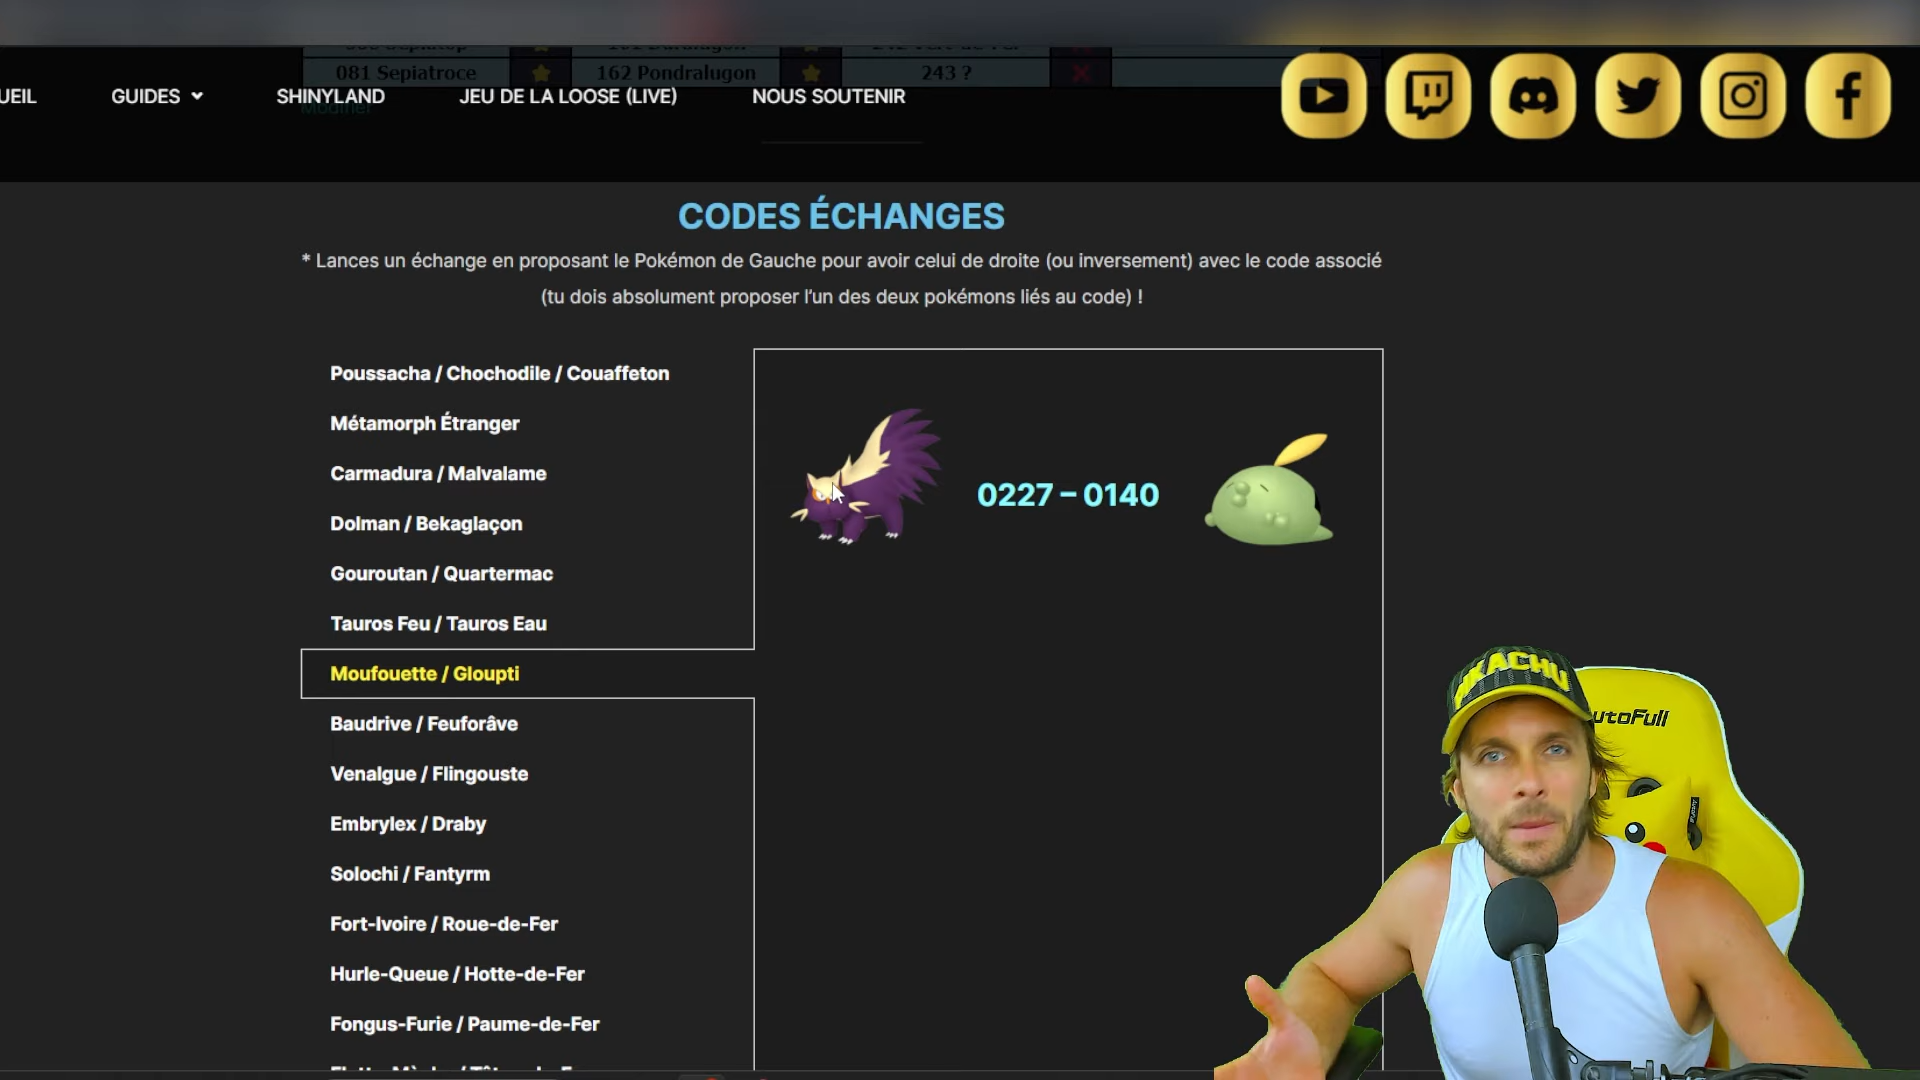 081 Sepiatroce
162 Pondralugon
243 ?
UEIL
GUIDES
SHINYLAND
JEU DE LA LOOSE (LIVE)
NOUS SOUTENIR
Modifier
CODES ÉCHANGES
* Lances un échange en proposant le Pokémon de Gauche pour avoir celui de droite (ou inversement) avec le code associé
(tu dois absolument proposer l'un des deux pokémons liés au code) !
Poussacha / Chochodile / Couaffeton
Métamorph Étranger
Carmadura / Malvalame
Dolman / Bekaglaçon
Gouroutan / Quartermac
Tauros Feu / Tauros Eau
Moufouette / Gloupti
Baudrive / Feuforâve
Venalgue / Flingouste
Embrylex / Draby
Solochi / Fantyrm
Fort-Ivoire / Roue-de-Fer
Hurle-Queue / Hotte-de-Fer
Fongus-Furie / Paume-de-Fer
0227 – 0140
IKACHU
utoFull